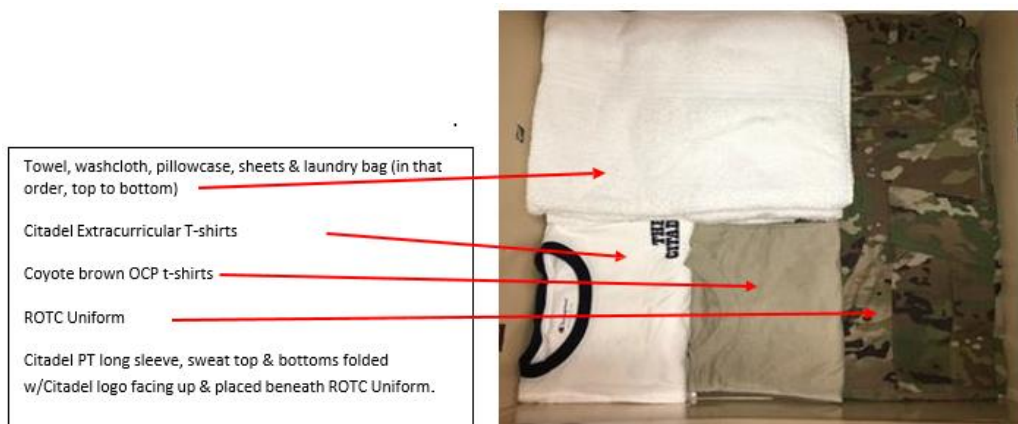 .
Towel, washcloth, pillowcase, sheets & laundry bag (in that
order, top to bottom)
Citadel Extracurricular T-shirts
Coyote brown OCP t-shirts
ROTC Uniform
Citadel PT long sleeve, sweat top & bottoms folded
w/Citadel logo facing up & placed beneath ROTC Uniform.
THE
CITAD